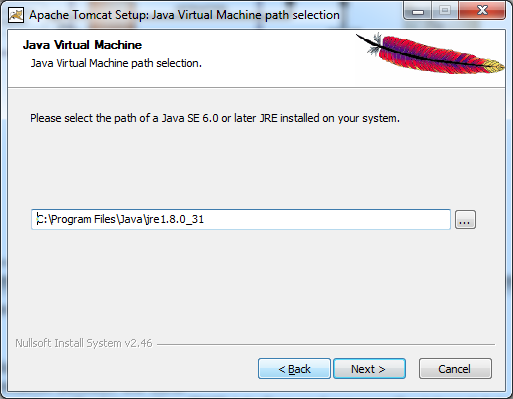 Apache Tomcat Setup: Java Virtual Machine path selection
Java Virtual Machine
Java Virtual Machine path selection.
Please select the path of a Java SE 6.0 or later JRE installed on your system.
C:\Program Files\Java\jre1.8.0_31
...
Nullsoft Install System v2.46
< Back Next > Cancel